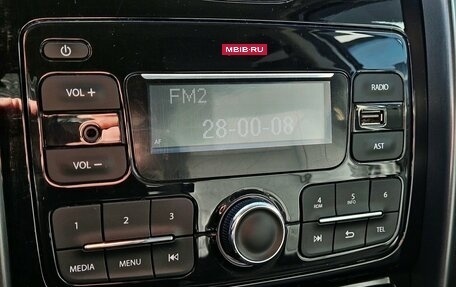 MBIB·RU
FM2
28-00-08
AF
VOL +
VOL −
RADIO
AST
1 2 3
MEDIA MENU
4 RDM 5 INFO 6
TEL